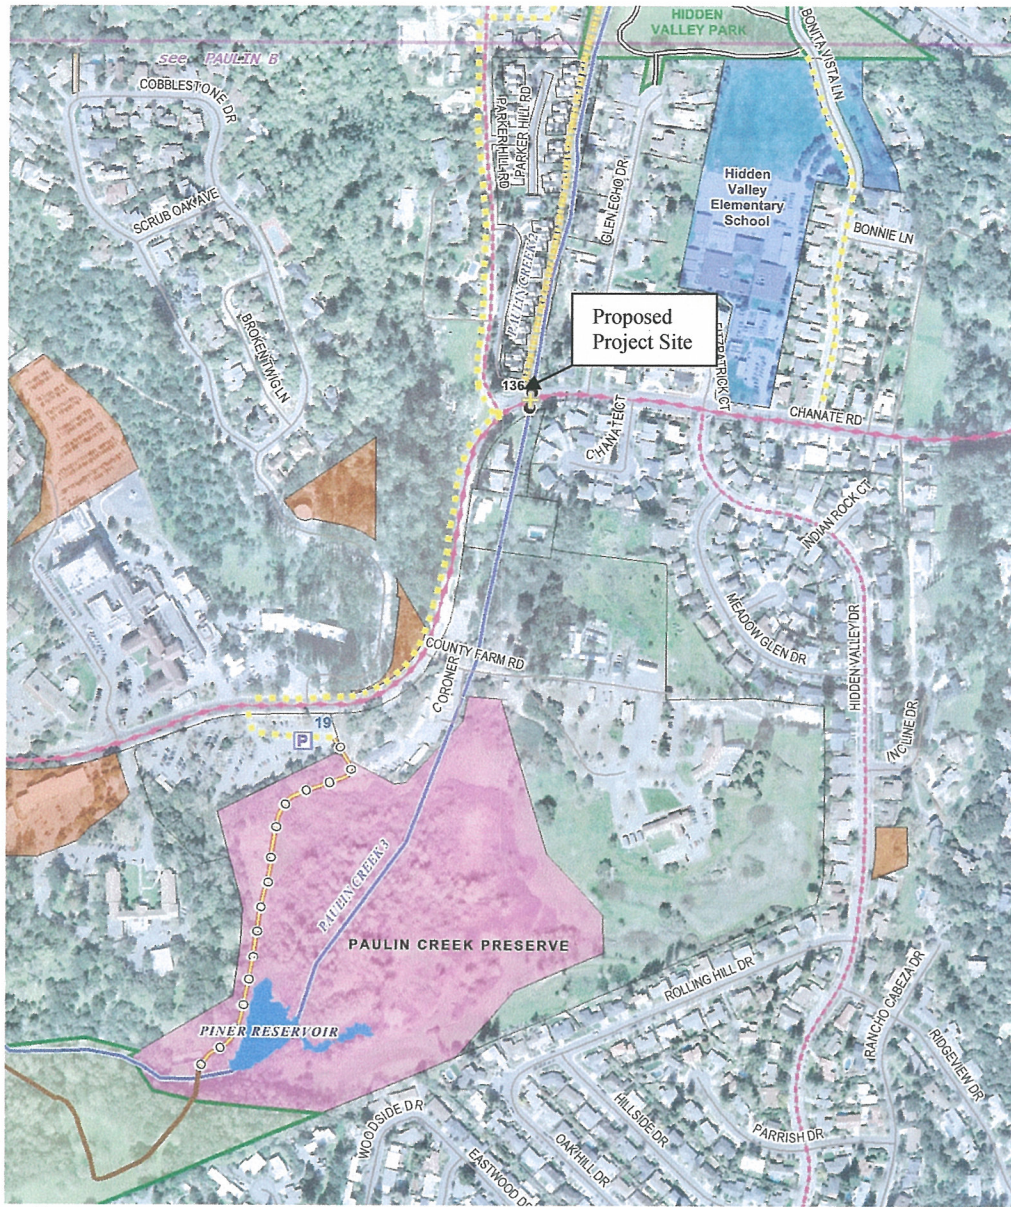 HIDDEN
VALLEY PARK
BONITA VISTA LN
see PAULIN B
COBBLESTONE DR
PARKER HILL RD
PARKER HILL RD
GLEN ECHO DR
SCRUB OAK AVE
Hidden
Valley
Elementary
School
BONNIE LN
PAULIN CREEK 2
BROKENTWIG LN
Proposed
Project Site
136
FITZPATRICK CT
CHANATE RD
CHANATE CT
INDIAN ROCK CT
MEADOW GLEN DR
HIDDEN VALLEY DR
COUNTY FARM RD
CORONER
INCLINE DR
19
P
PAULIN CREEK 3
PAULIN CREEK PRESERVE
ROLLING HILL DR
RANCHO CABEZA DR
PINER RESERVOIR
RIDGEVIEW DR
WOODSIDE DR
HILLSIDE DR
PARRISH DR
OAK HILL DR
EASTWOOD DR